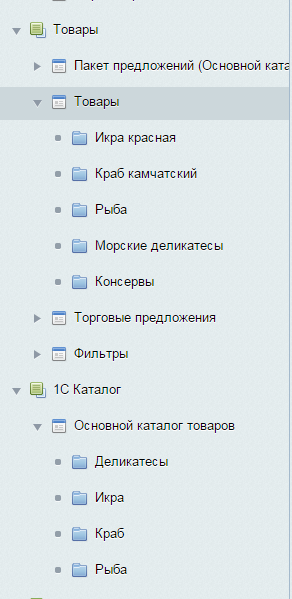 Товары
Пакет предложений (Основной ката
Товары
Икра красная
Краб камчатский
Рыба
Морские деликатесы
Консервы
Торговые предложения
Фильтры
1С Каталог
Основной каталог товаров
Деликатесы
Икра
Краб
Рыба